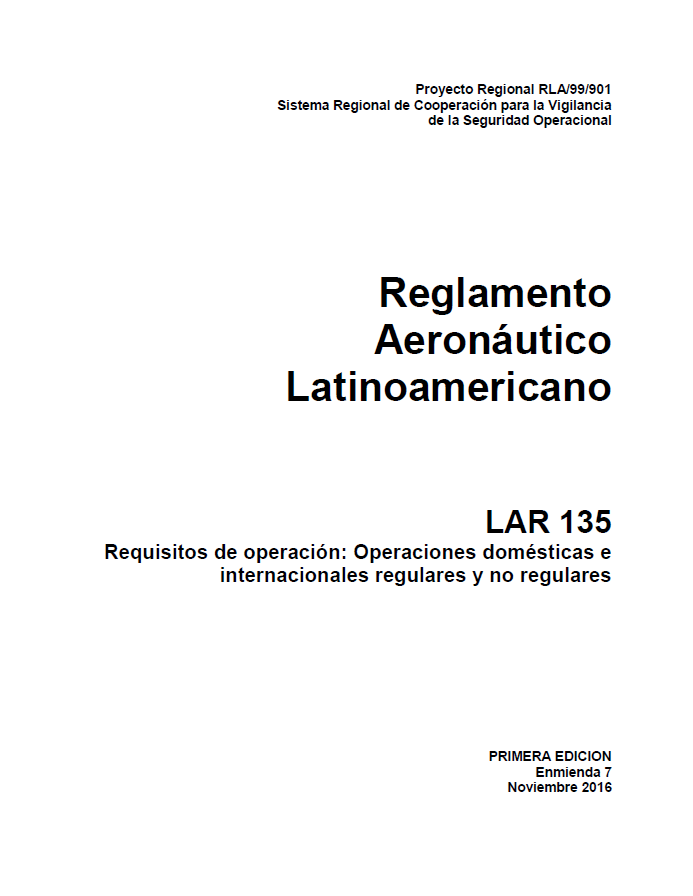 Proyecto Regional RLA/99/901
Sistema Regional de Cooperación para la Vigilancia
de la Seguridad Operacional
Reglamento
Aeronáutico
Latinoamericano
LAR 135
Requisitos de operación: Operaciones domésticas e
internacionales regulares y no regulares
PRIMERA EDICION
Enmienda 7
Noviembre 2016